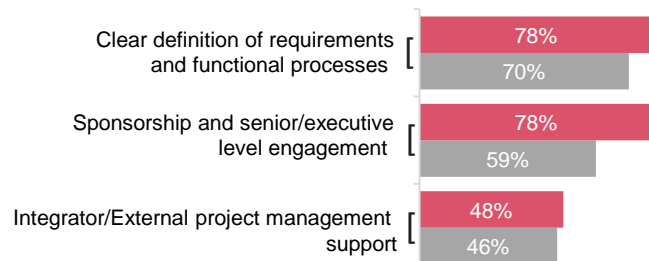 Clear definition of requirements
and functional processes
78%
70%
Sponsorship and senior/executive
level engagement
78%
59%
Integrator/External project management
support
48%
46%